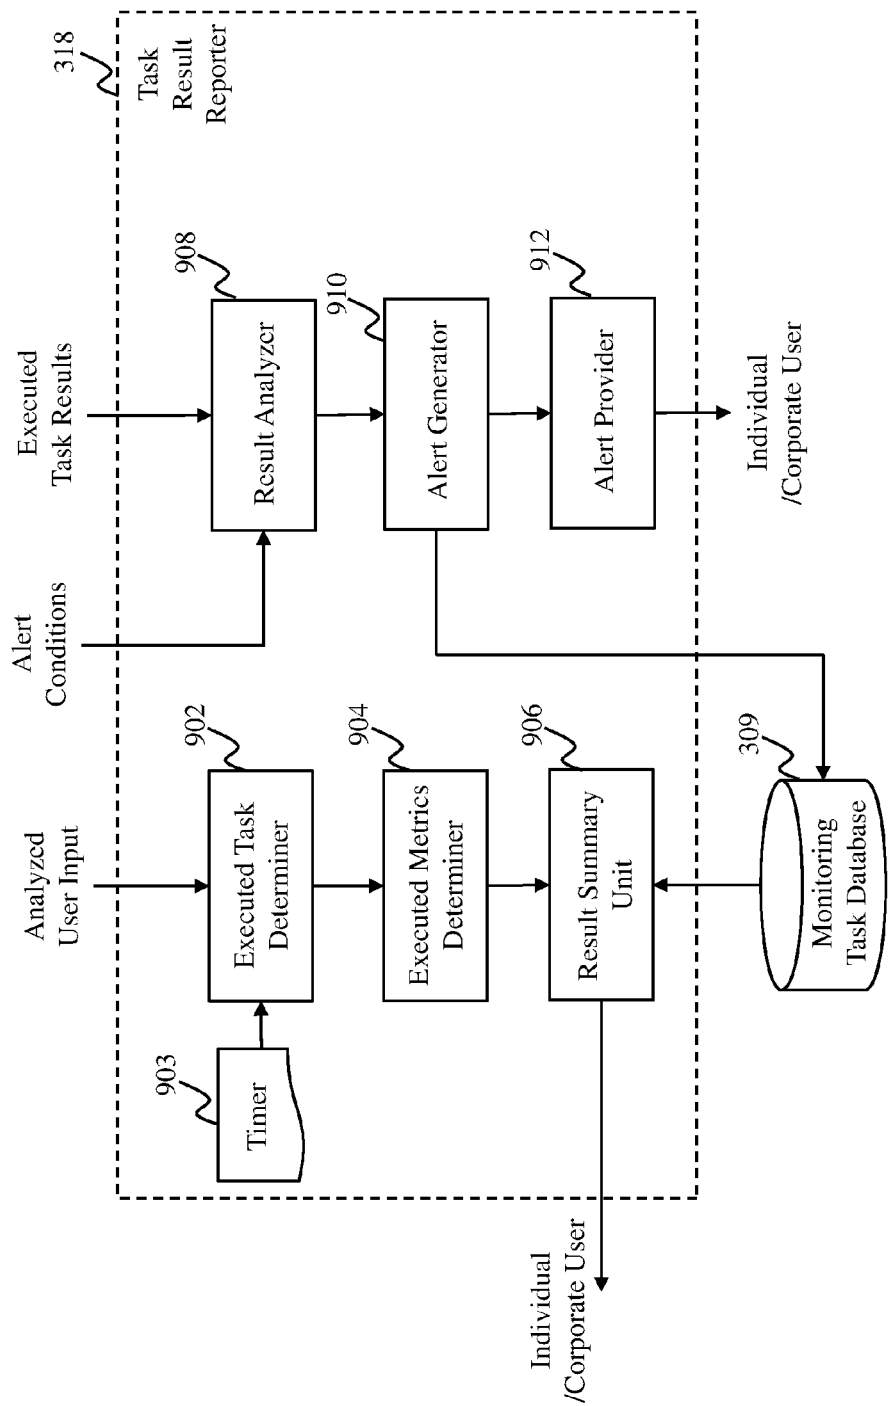 318
Task
Result
Reporter
Executed
Task Results
Alert
Conditions
Analyzed
User Input
908
Result Analyzer
910
Alert Generator
912
Alert Provider
Individual
/Corporate User
902
Executed Task
Determiner
903
Timer
904
Executed Metrics
Determiner
906
Result Summary
Unit
309
Monitoring
Task Database
Individual
/Corporate User